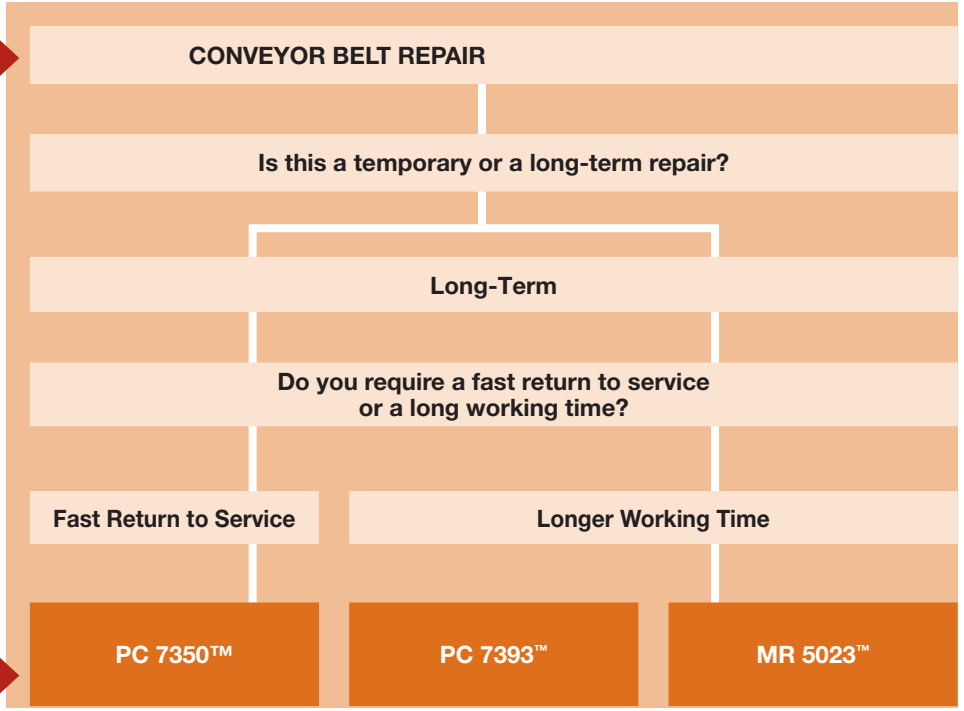 CONVEYOR BELT REPAIR
Is this a temporary or a long-term repair?
Long-Term
Do you require a fast return to service
or a long working time?
Fast Return to Service
Longer Working Time
PC 7350™
PC 7393™
MR 5023™